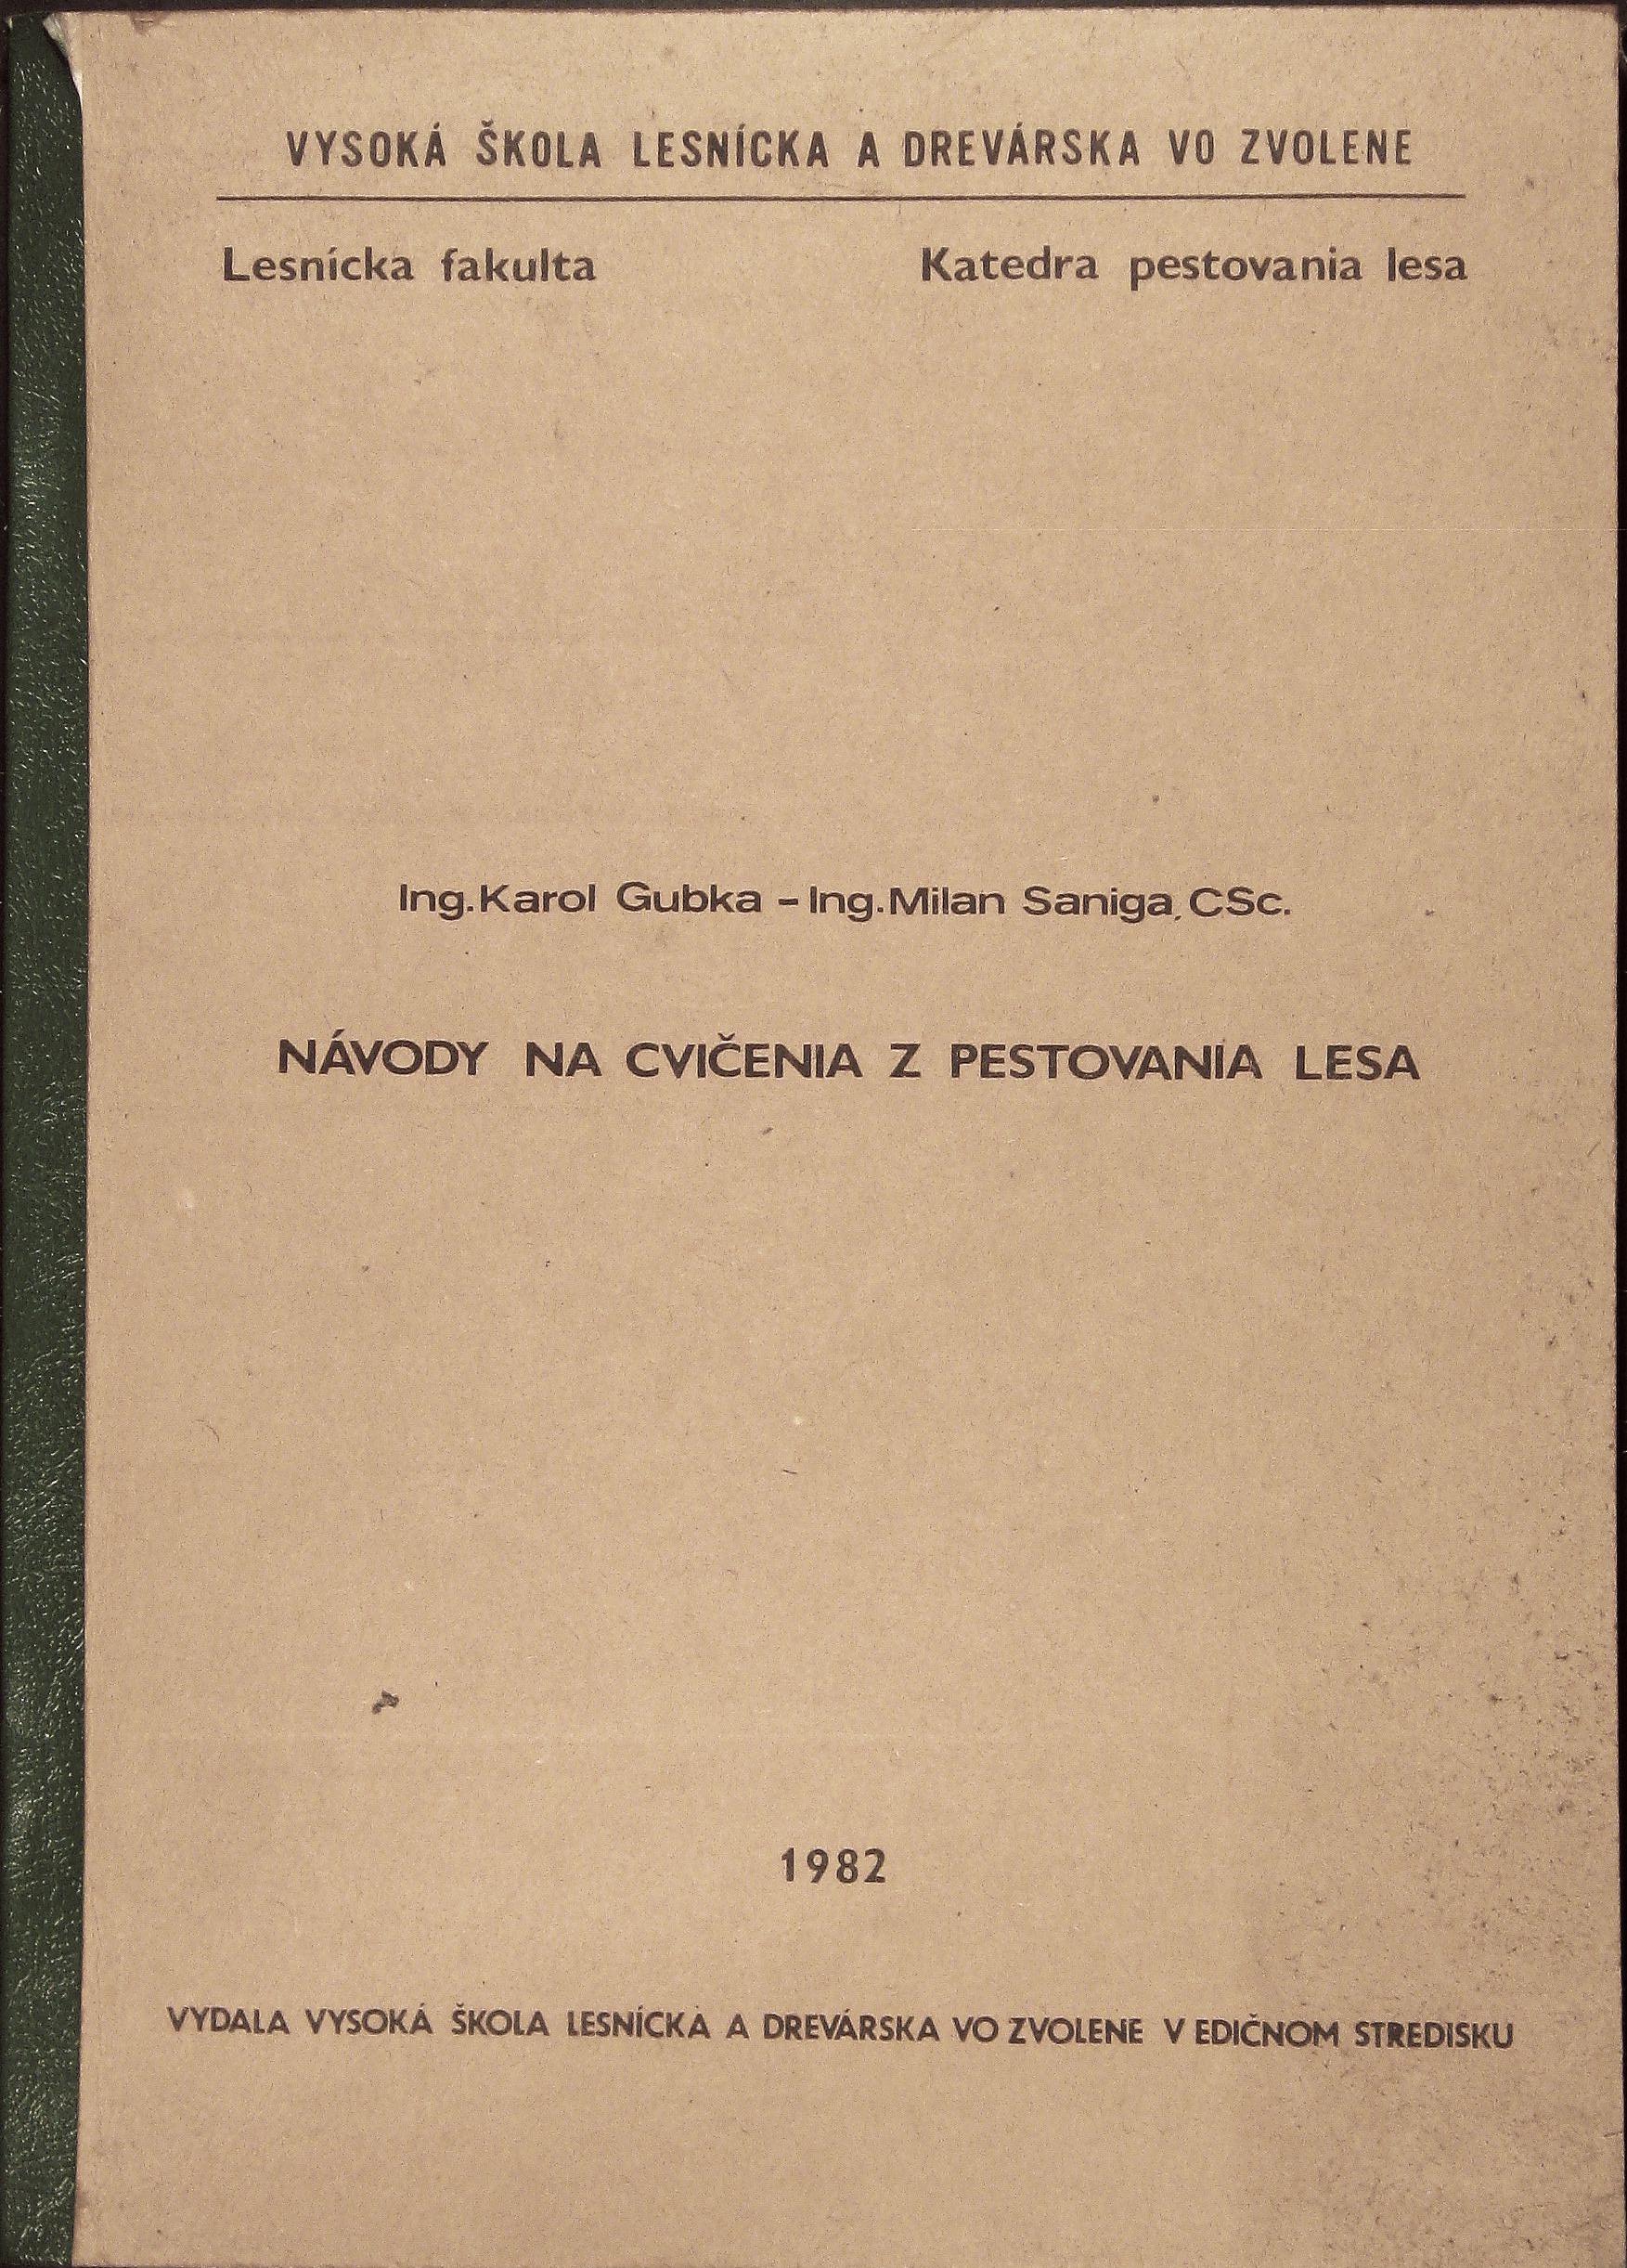 VYSOKÁ ŠKOLA LESNÍCKA A DREVÁRSKA VO ZVOLENE
Lesnícka fakulta Katedra pestovania lesa
Ing. Karol Gubka – Ing. Milan Saniga, CSc.
NÁVODY NA CVIČENIA Z PESTOVANIA LESA
1982
VYDALA VYSOKÁ ŠKOLA LESNÍCKA A DREVÁRSKA VO ZVOLENE V EDIČNOM STREDISKU